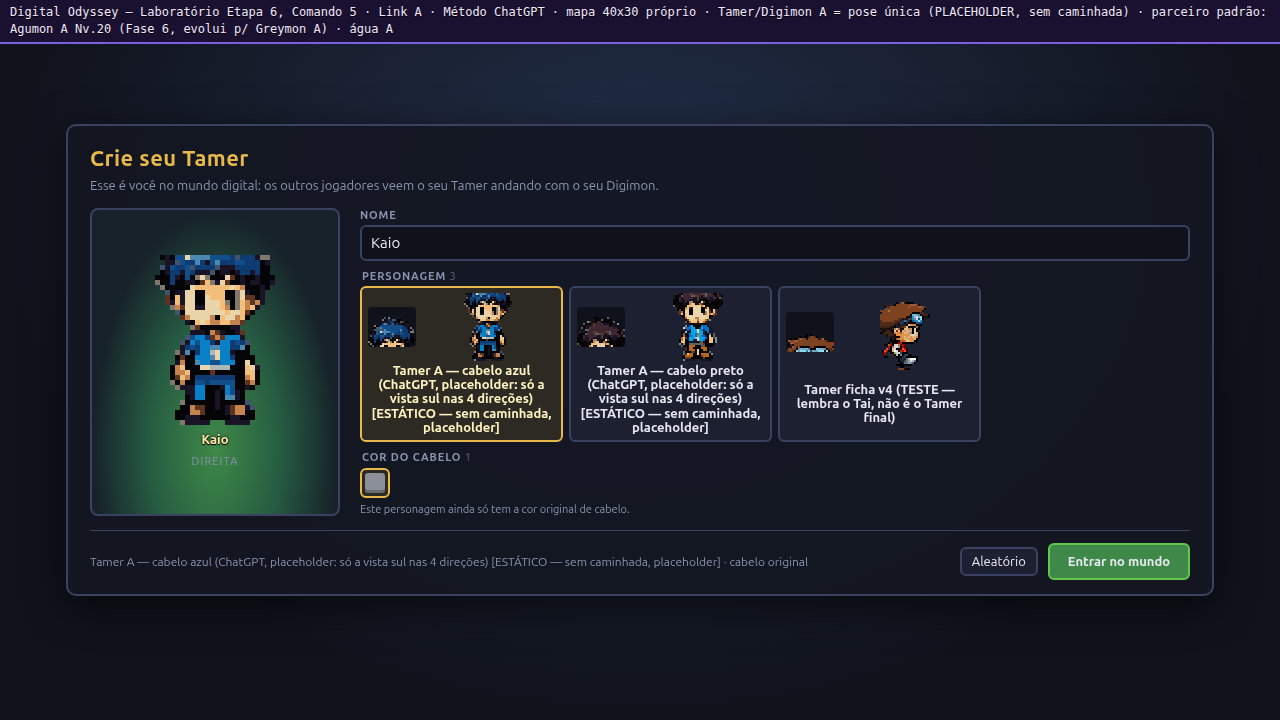 Digital Odyssey — Laboratório Etapa 6, Comando 5 · Link A · Método ChatGPT · mapa 40x30 próprio · Tamer/Digimon A = pose única (PLACEHOLDER, sem caminhada) · parceiro padrão:
Agumon A Nv.20 (Fase 6, evolui p/ Greymon A) · água A
Crie seu Tamer
Esse é você no mundo digital: os outros jogadores veem o seu Tamer andando com o seu Digimon.
Kaio
DIREITA
NOME
Kaio
PERSONAGEM 3
Tamer A — cabelo azul
(ChatGPT, placeholder: só a
vista sul nas 4 direções)
[ESTÁTICO — sem caminhada,
placeholder]
Tamer A — cabelo preto
(ChatGPT, placeholder: só a
vista sul nas 4 direções)
[ESTÁTICO — sem caminhada,
placeholder]
Tamer ficha v4 (TESTE —
lembra o Tai, não é o Tamer
final)
COR DO CABELO 1
Este personagem ainda só tem a cor original de cabelo.
Tamer A — cabelo azul (ChatGPT, placeholder: só a vista sul nas 4 direções) [ESTÁTICO — sem caminhada, placeholder] · cabelo original
Aleatório
Entrar no mundo